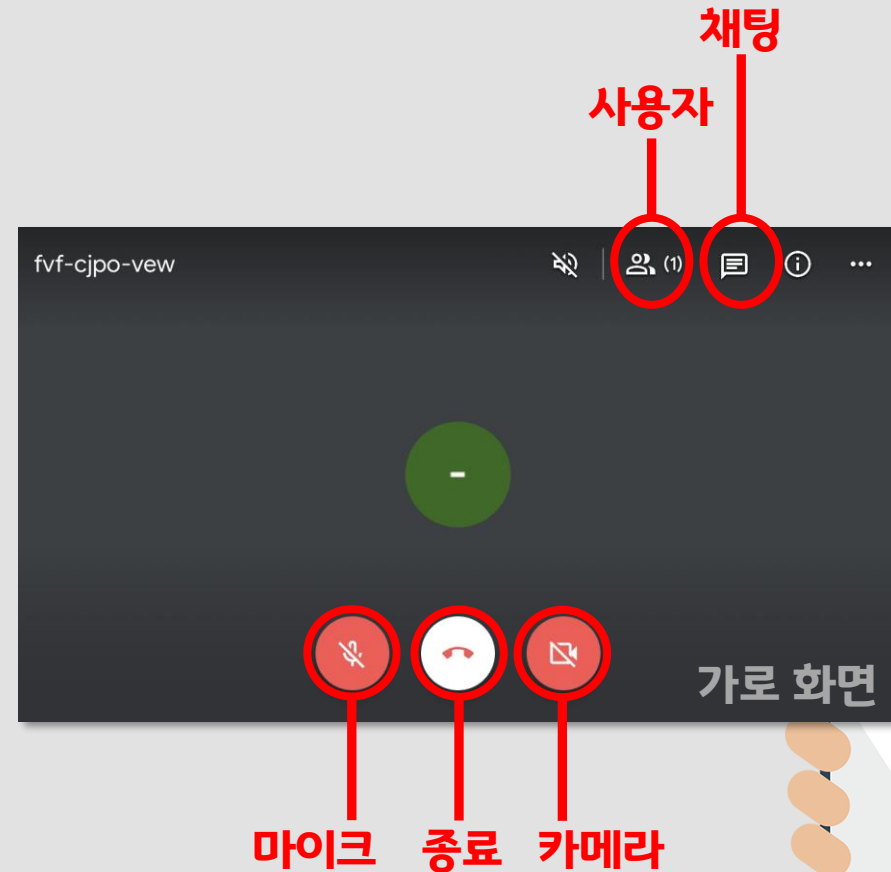 채팅
사용자
fvf-cjpo-vew
(1)
-
가로 화면
마이크 종료 카메라